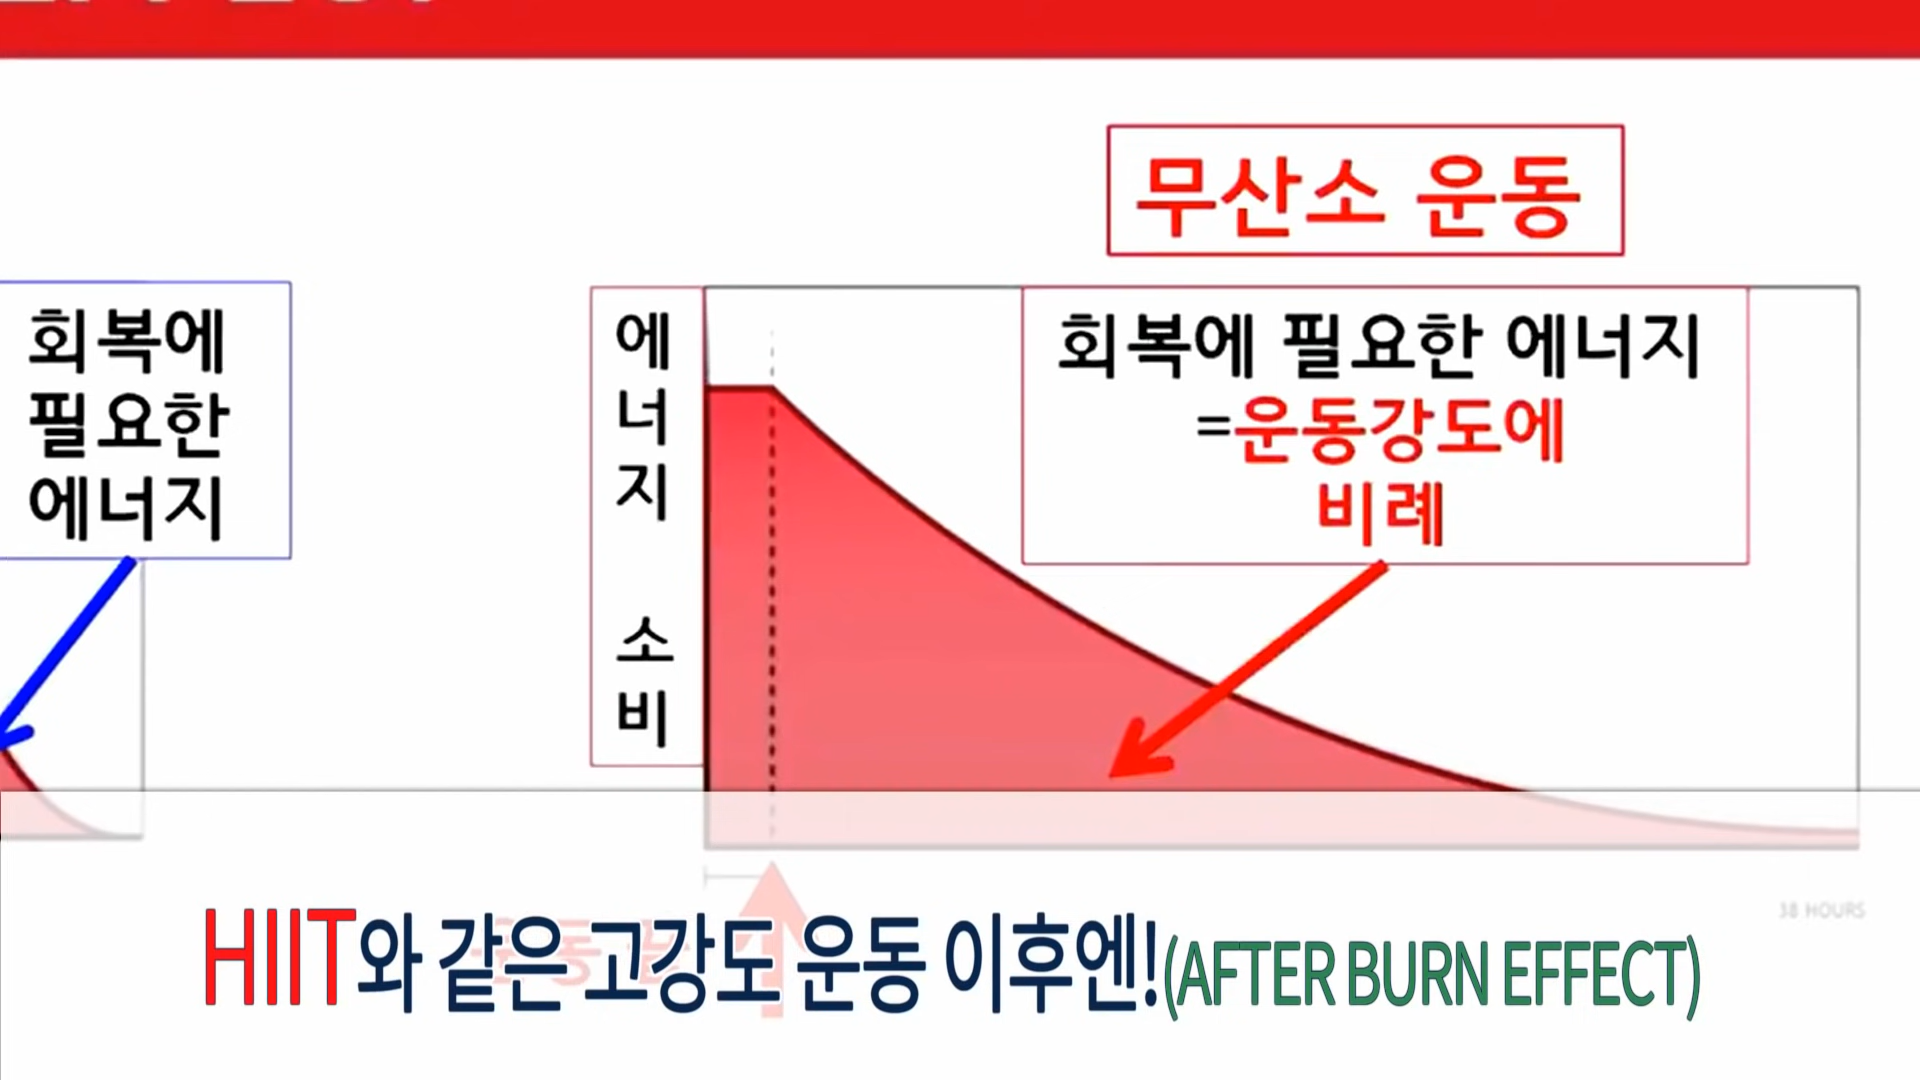 무산소 운동
회복에
필요한
에너지
에너지 소비
회복에 필요한 에너지
=운동강도에
비례
38 HOURS
HIIT와 같은 고강도 운동 이후엔!(AFTER BURN EFFECT)